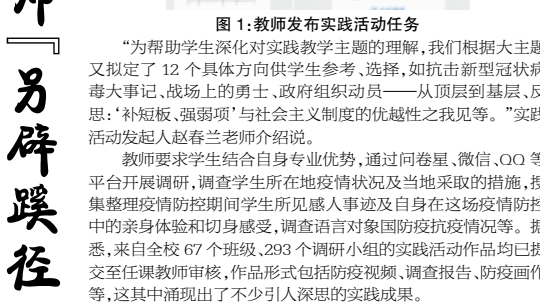 师『另辟蹊径
图 1:教师发布实践活动任务
“为帮助学生深化对实践教学主题的理解,我们根据大主题
又拟定了 12 个具体方向供学生参考、选择,如抗击新型冠状病
毒大事记、战场上的勇士、政府组织动员——从顶层到基层、反
思:‘补短板、强弱项’与社会主义制度的优越性之我见等。”实践
活动发起人赵春兰老师介绍说。
教师要求学生结合自身专业优势,通过问卷星、微信、QQ 等
平台开展调研,调查学生所在地疫情状况及当地采取的措施,搜
集整理疫情防控期间学生所见感人事迹及自身在这场疫情防控
中的亲身体验和切身感受,调查语言对象国防疫抗疫情况等。据
悉,来自全校 67 个班级、293 个调研小组的实践活动作品均已提
交至任课教师审核,作品形式包括防疫视频、调查报告、防疫画作
等,这其中涌现出了不少引人深思的实践成果。